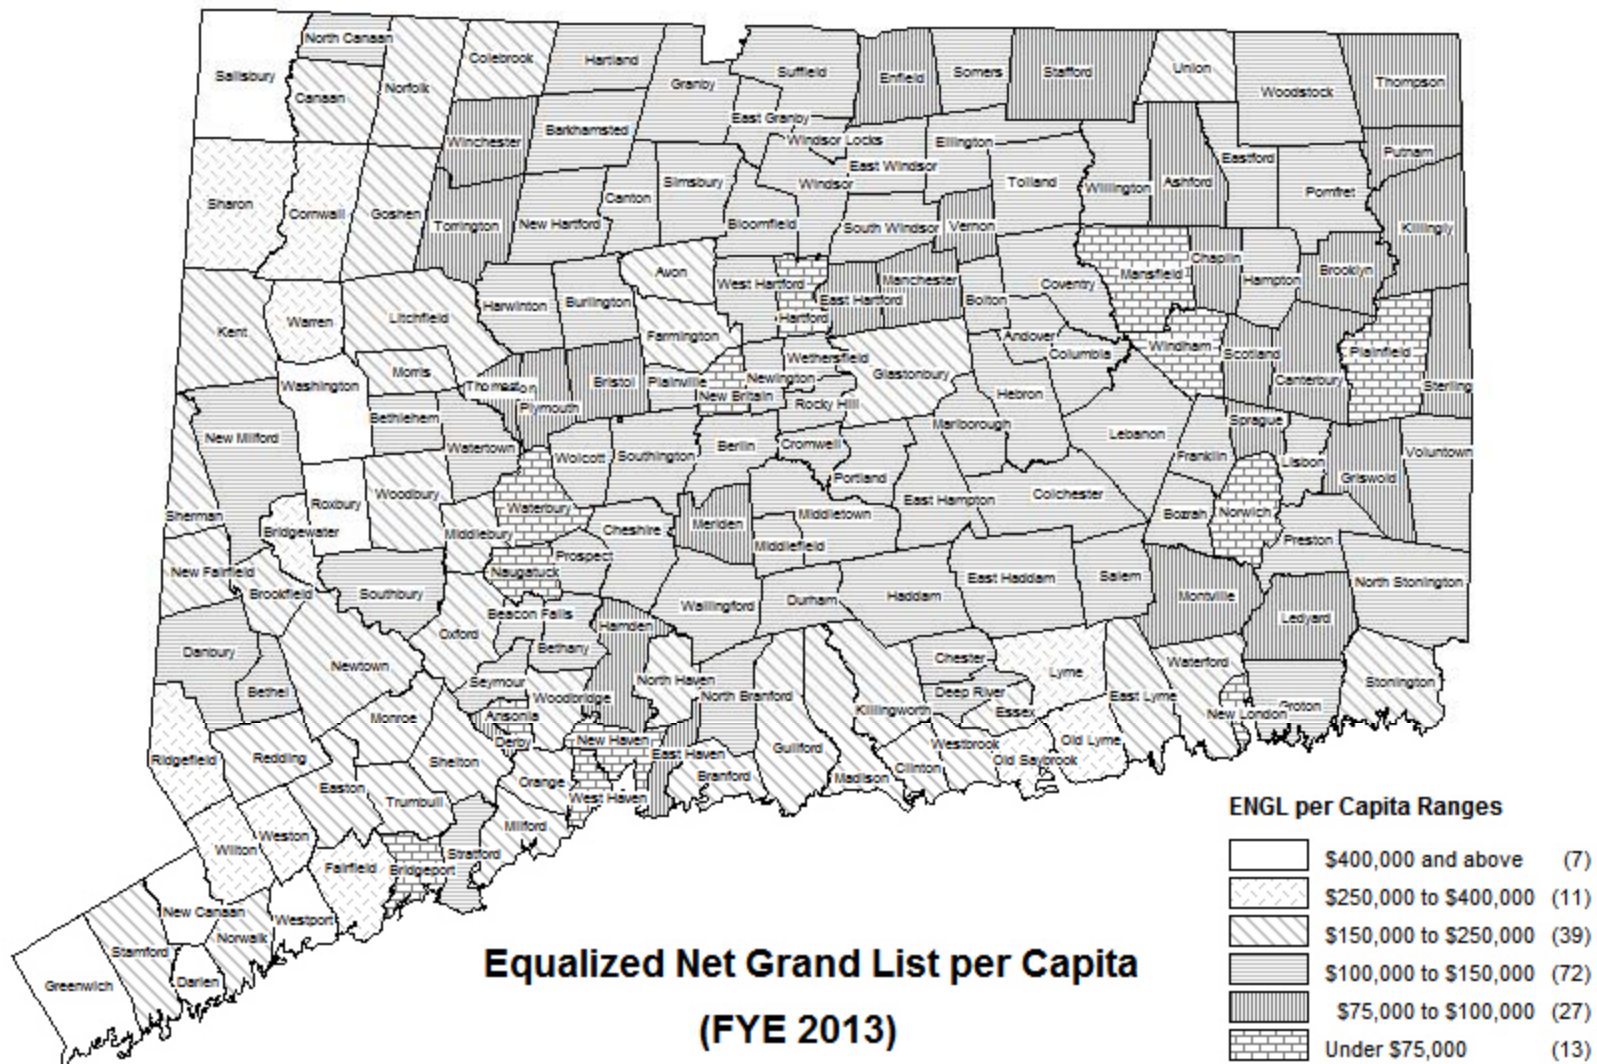 North Canaan
Colebrook
Hartland
Salisbury
Canaan
Norfolk
Granby
Suffield
Enfield
Somers
Stafford
Union
Woodstock
Thompson
East Granby
Winchester
Barkhamsted
Windsor Locks
Ellington
East Windsor
Eastford
Putnam
Simsbury
Windsor
Tolland
Willington
Ashford
Pomfret
Sharon
Cornwall
Goshen
Torrington
New Hartford
Canton
Bloomfield
South Windsor
Vernon
Killingly
Avon
West Hartford
East Hartford
Manchester
Bolton
Coventry
Mansfield
Chaplin
Hampton
Brooklyn
Kent
Warren
Litchfield
Harwinton
Burlington
Farmington
Hartford
Andover
Columbia
Windham
Scotland
Plainfield
Wethersfield
Glastonbury
Washington
Morris
Thomaston
Plymouth
Bristol
Plainville
New Britain
Newington
Rocky Hill
Hebron
Canterbury
Sterling
New Milford
Bethlehem
Watertown
Wolcott
Southington
Berlin
Cromwell
Marlborough
Lebanon
Franklin
Sprague
Lisbon
Griswold
Voluntown
Portland
East Hampton
Colchester
Sherman
Bridgewater
Roxbury
Woodbury
Middlebury
Waterbury
Cheshire
Meriden
Middletown
Middlefield
Bozrah
Norwich
Preston
New Fairfield
Brookfield
Southbury
Naugatuck
Prospect
Wallingford
Durham
Haddam
East Haddam
Salem
Montville
Ledyard
North Stonington
Danbury
Bethel
Newtown
Oxford
Beacon Falls
Bethany
Hamden
Seymour
Woodbridge
North Haven
North Branford
Chester
Deep River
Essex
Lyme
East Lyme
Waterford
New London
Groton
Stonington
Ridgefield
Redding
Monroe
Shelton
Ansonia
Derby
New Haven
East Haven
Orange
West Haven
Branford
Guilford
Killingworth
Madison
Clinton
Westbrook
Old Saybrook
Old Lyme
Easton
Trumbull
Milford
Stratford
Weston
Wilton
Fairfield
Bridgeport
New Canaan
Norwalk
Westport
Stamford
Darien
Greenwich
Equalized Net Grand List per Capita
(FYE 2013)
ENGL per Capita Ranges
$400,000 and above (7)
$250,000 to $400,000 (11)
$150,000 to $250,000 (39)
$100,000 to $150,000 (72)
$75,000 to $100,000 (27)
Under $75,000 (13)